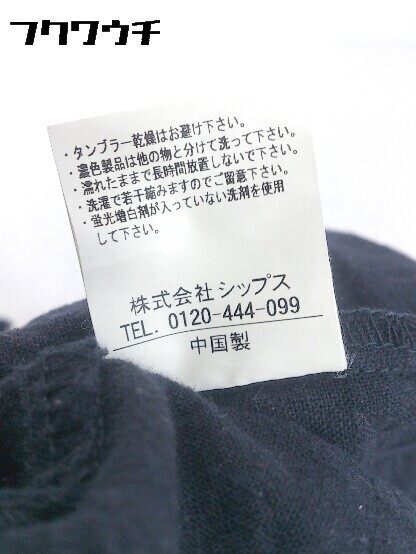 フクワウチ
・タンブラー乾燥はお避け下さい。
・濃色製品は他の物と分けて洗って下さい。
・濡れたままで長時間放置しないで下さい。
・洗濯で若干縮みますのでご留意下さい。
・蛍光増白剤が入っていない洗剤を使用
して下さい。
株式会社シップス
TEL. 0120-444-099
中国製